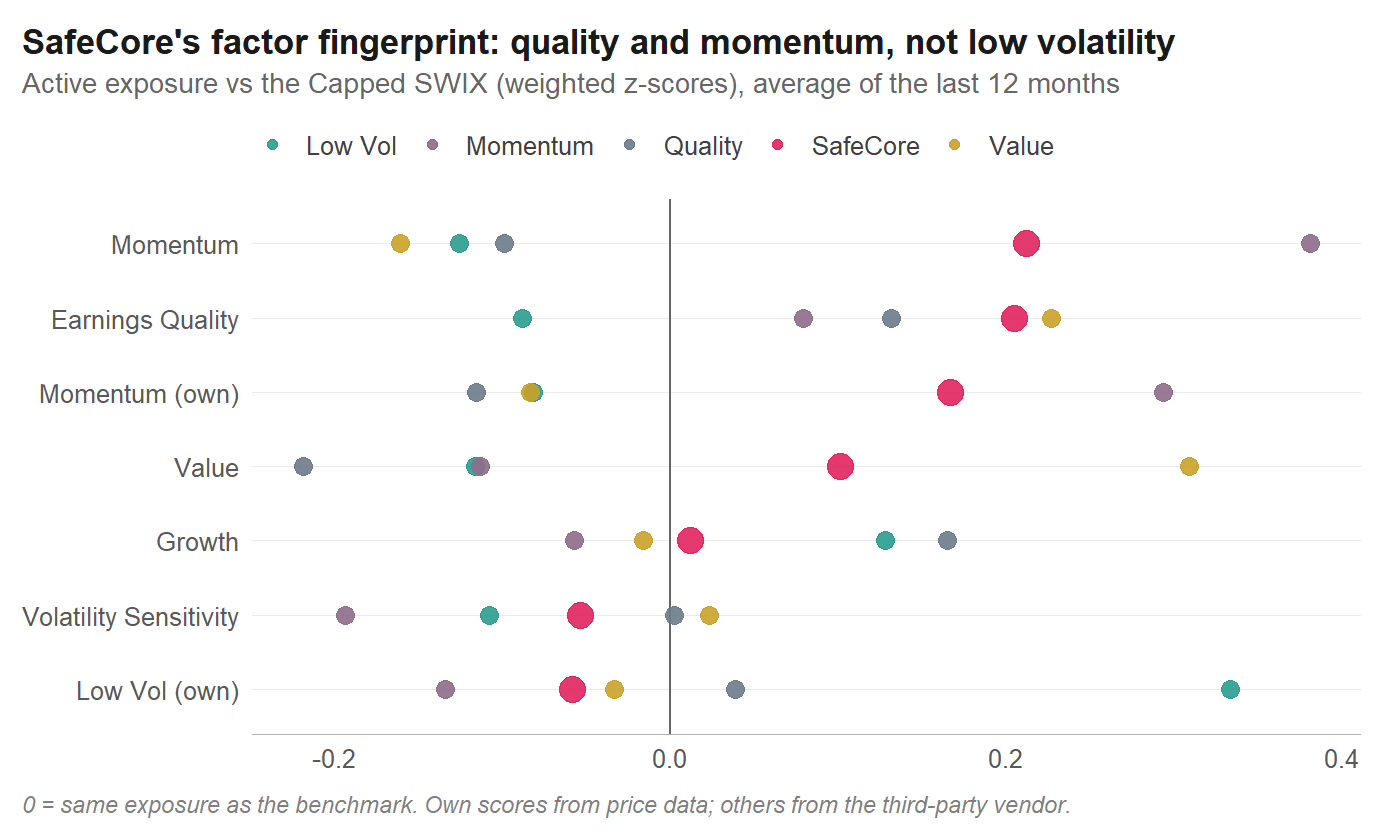 SafeCore's factor fingerprint: quality and momentum, not low volatility
Active exposure vs the Capped SWIX (weighted z-scores), average of the last 12 months
Low Vol Momentum Quality SafeCore Value
Momentum
Earnings Quality
Momentum (own)
Value
Growth
Volatility Sensitivity
Low Vol (own)
-0.2 0.0 0.2 0.4
0 = same exposure as the benchmark. Own scores from price data; others from the third-party vendor.